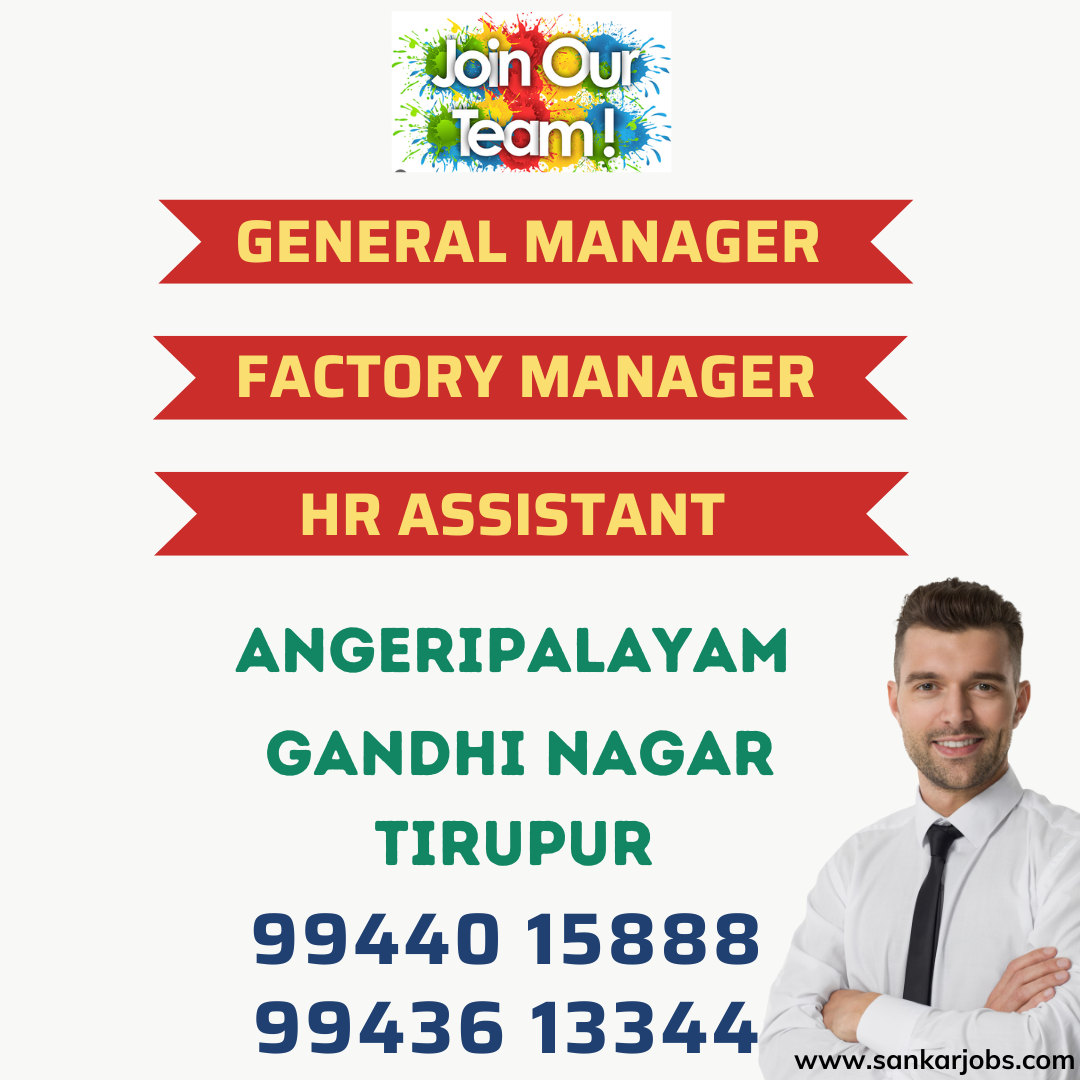 Join Our
Team !
GENERAL MANAGER
FACTORY MANAGER
HR ASSISTANT
ANGERIPALAYAM
GANDHI NAGAR
TIRUPUR
99440 15888
99436 13344
www.sankarjobs.com